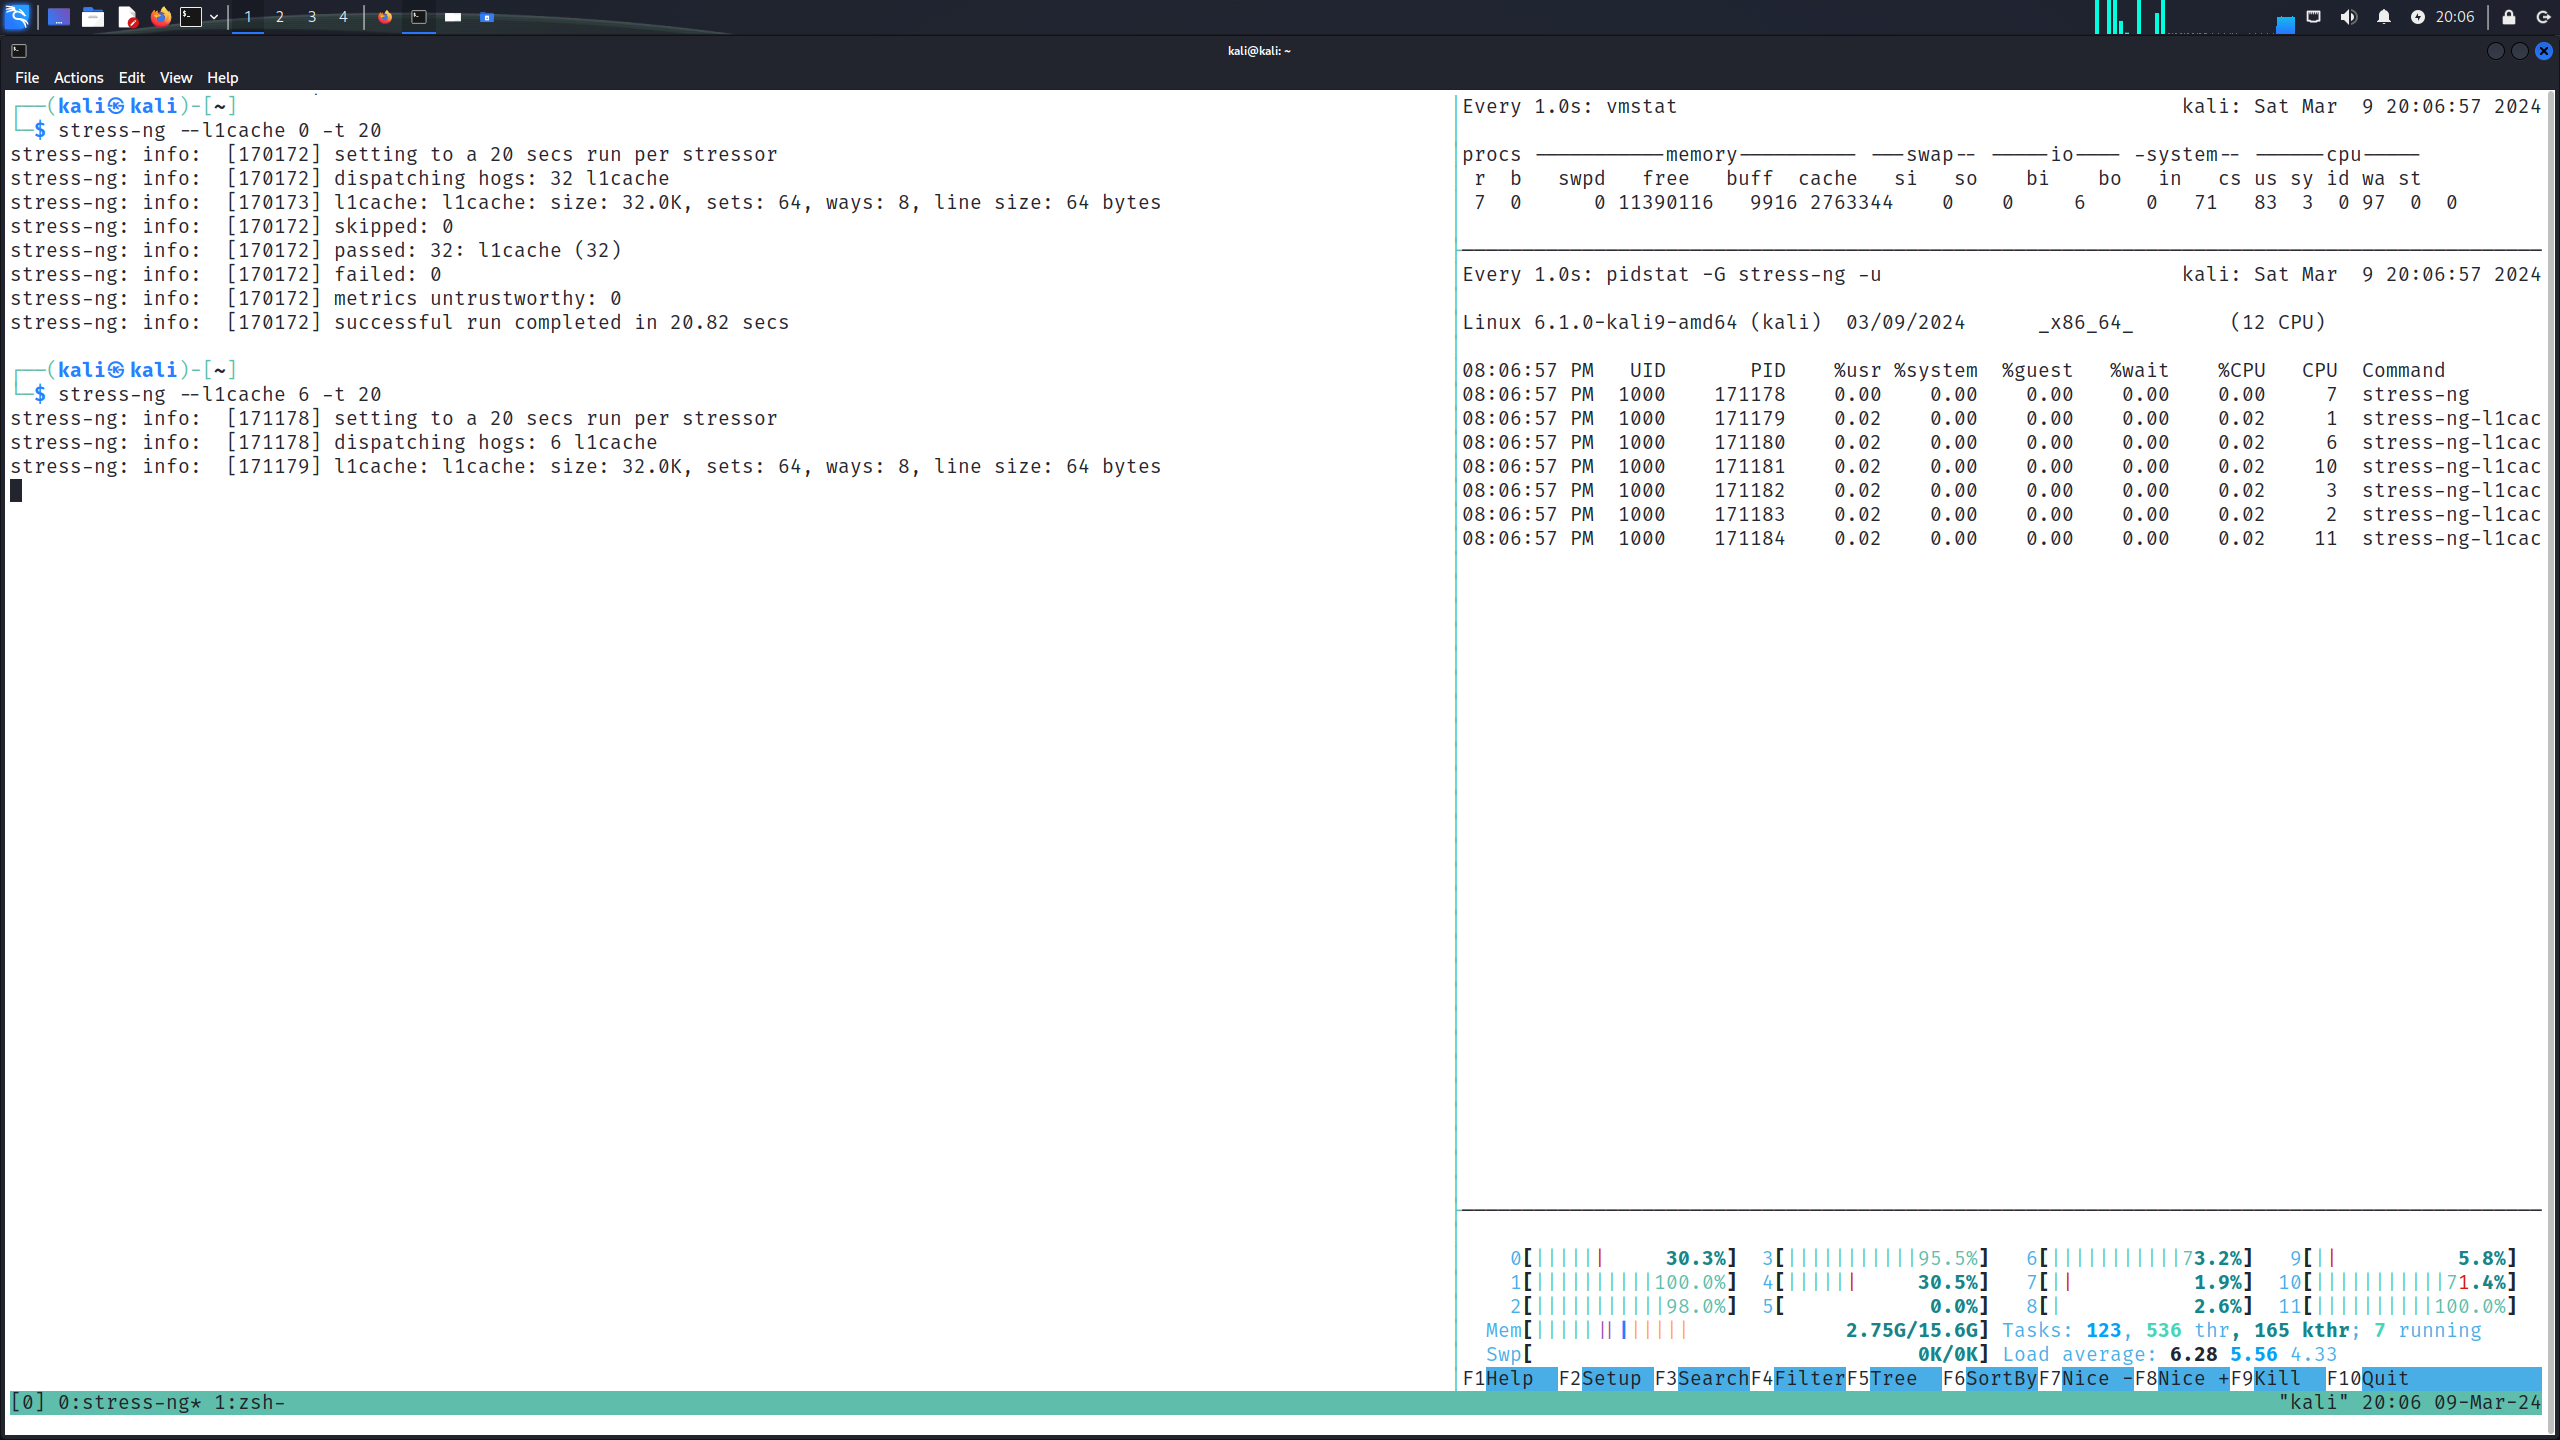 1 2 3 4 20:06
kali@kali: ~
File Actions Edit View Help
┌──(kali㉿kali)-[~]
└─$ stress-ng --l1cache 0 -t 20
stress-ng: info:  [170172] setting to a 20 secs run per stressor
stress-ng: info:  [170172] dispatching hogs: 32 l1cache
stress-ng: info:  [170173] l1cache: l1cache: size: 32.0K, sets: 64, ways: 8, line size: 64 bytes
stress-ng: info:  [170172] skipped: 0
stress-ng: info:  [170172] passed: 32: l1cache (32)
stress-ng: info:  [170172] failed: 0
stress-ng: info:  [170172] metrics untrustworthy: 0
stress-ng: info:  [170172] successful run completed in 20.82 secs
┌──(kali㉿kali)-[~]
└─$ stress-ng --l1cache 6 -t 20
stress-ng: info:  [171178] setting to a 20 secs run per stressor
stress-ng: info:  [171178] dispatching hogs: 6 l1cache
stress-ng: info:  [171179] l1cache: l1cache: size: 32.0K, sets: 64, ways: 8, line size: 64 bytes
Every 1.0s: vmstat kali: Sat Mar  9 20:06:57 2024
procs -----------memory---------- ---swap-- -----io---- -system-- ------cpu-----
r b swpd free buff cache si so bi bo in cs us sy id wa st
7 0 0 11390116 9916 2763344 0 0 6 0 71 83 3 0 97 0 0
Every 1.0s: pidstat -G stress-ng -u kali: Sat Mar  9 20:06:57 2024
Linux 6.1.0-kali9-amd64 (kali) 03/09/2024 _x86_64_ (12 CPU)
08:06:57 PM UID PID %usr %system %guest %wait %CPU CPU Command
08:06:57 PM 1000 171178 0.00 0.00 0.00 0.00 0.00 7 stress-ng
08:06:57 PM 1000 171179 0.02 0.00 0.00 0.00 0.02 1 stress-ng-l1cac
08:06:57 PM 1000 171180 0.02 0.00 0.00 0.00 0.02 6 stress-ng-l1cac
08:06:57 PM 1000 171181 0.02 0.00 0.00 0.00 0.02 10 stress-ng-l1cac
08:06:57 PM 1000 171182 0.02 0.00 0.00 0.00 0.02 3 stress-ng-l1cac
08:06:57 PM 1000 171183 0.02 0.00 0.00 0.00 0.02 2 stress-ng-l1cac
08:06:57 PM 1000 171184 0.02 0.00 0.00 0.00 0.02 11 stress-ng-l1cac
0[||||||     30.3%] 3[|||||||||||95.5%] 6[|||||||||||73.2%] 9[||     5.8%]
1[||||||||||100.0%] 4[||||||     30.5%] 7[||     1.9%] 10[|||||||||||71.4%]
2[|||||||||||98.0%] 5[     0.0%] 8[|     2.6%] 11[||||||||||100.0%]
Mem[|||||||||||||     2.75G/15.6G] Tasks: 123, 536 thr, 165 kthr; 7 running
Swp[     0K/0K] Load average: 6.28 5.56 4.33
F1Help  F2Setup F3SearchF4FilterF5Tree  F6SortByF7Nice -F8Nice +F9Kill  F10Quit
[0] 0:stress-ng* 1:zsh- "kali" 20:06 09-Mar-24